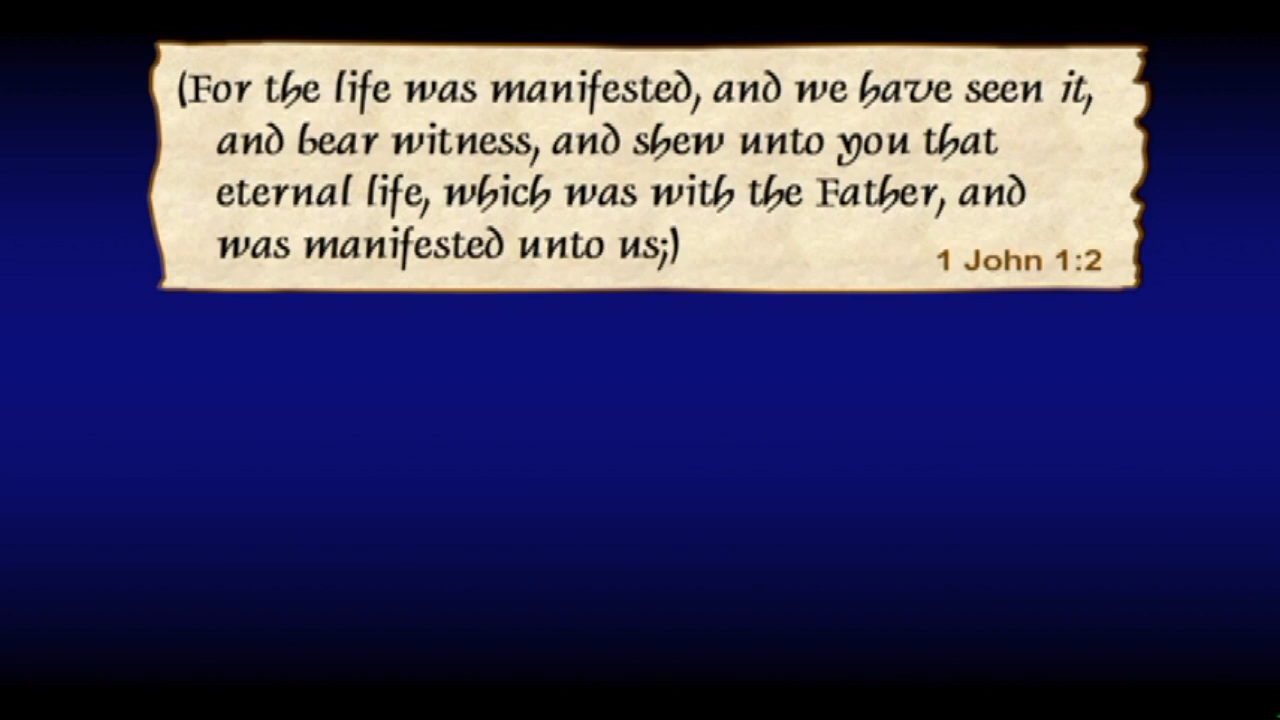 (For the life was manifested, and we have seen it,
and bear witness, and shew unto you that
eternal life, which was with the Father, and
was manifested unto us;)
1 John 1:2